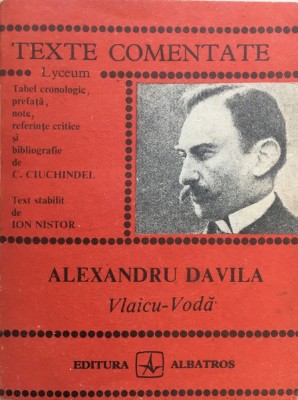 TEXTE COMENTATE
Lyceum
Tabel cronologic,
prefață,
note,
referințe critice
și
bibliografie
de
C. CIUCHINDEL
Text stabilit
de
ION NISTOR
ALEXANDRU DAVILA
Vlaicu-Vodă
EDITURA ALBATROS